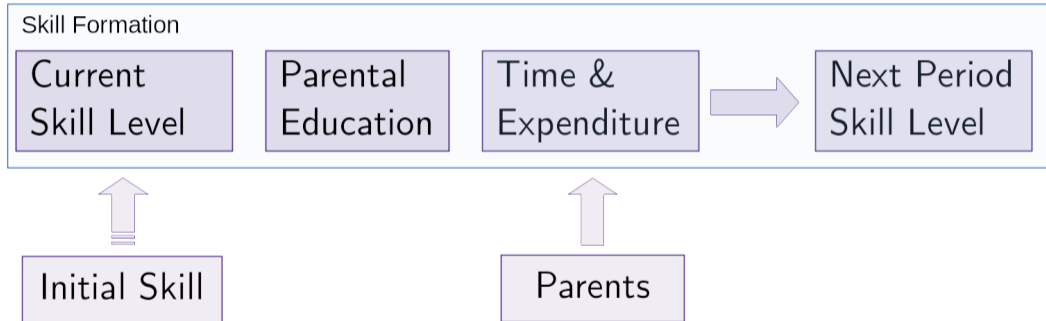 Skill Formation
Current
Skill Level
Parental
Education
Time &
Expenditure
Next Period
Skill Level
Initial Skill
Parents